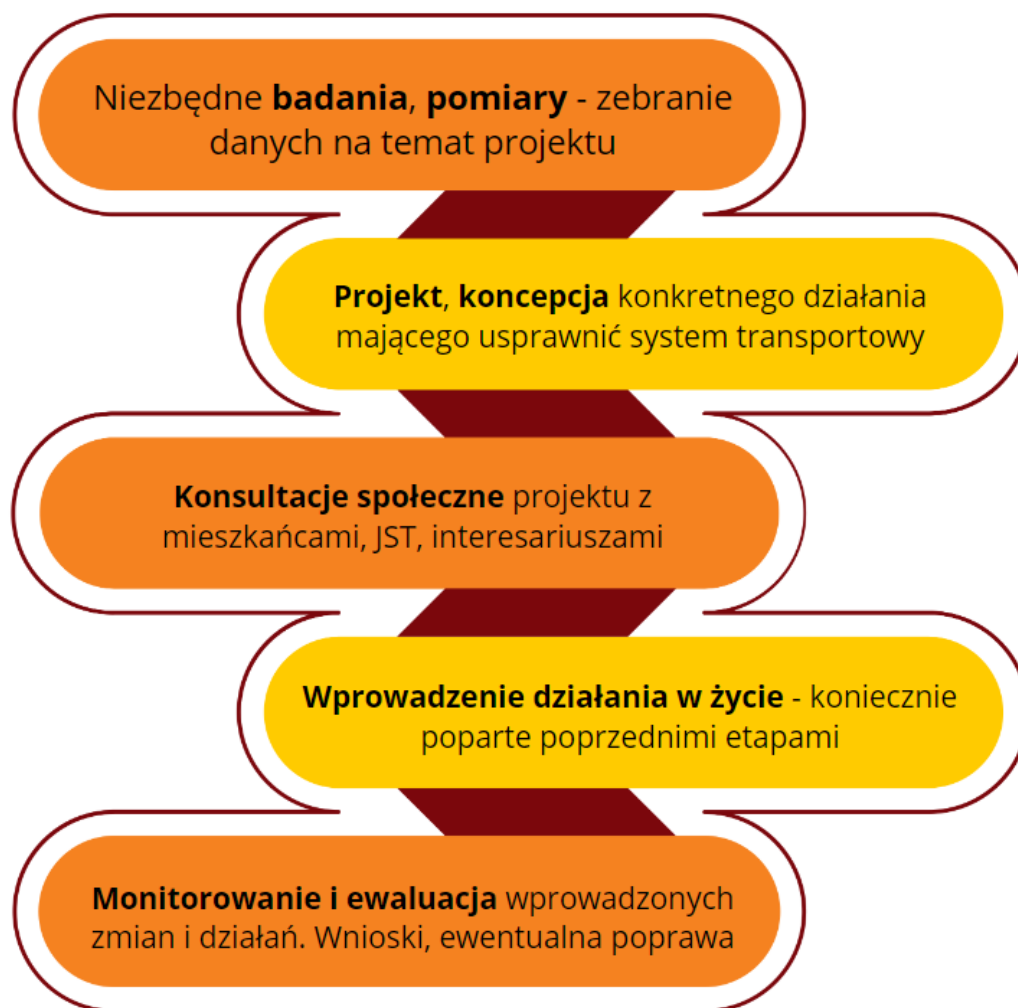 Niezbędne badania, pomiary - zebranie
danych na temat projektu
Projekt, koncepcja konkretnego działania
mającego usprawnić system transportowy
Konsultacje społeczne projektu z
mieszkańcami, JST, interesariuszami
Wprowadzenie działania w życie - koniecznie
poparte poprzednimi etapami
Monitorowanie i ewaluacja wprowadzonych
zmian i działań. Wnioski, ewentualna poprawa